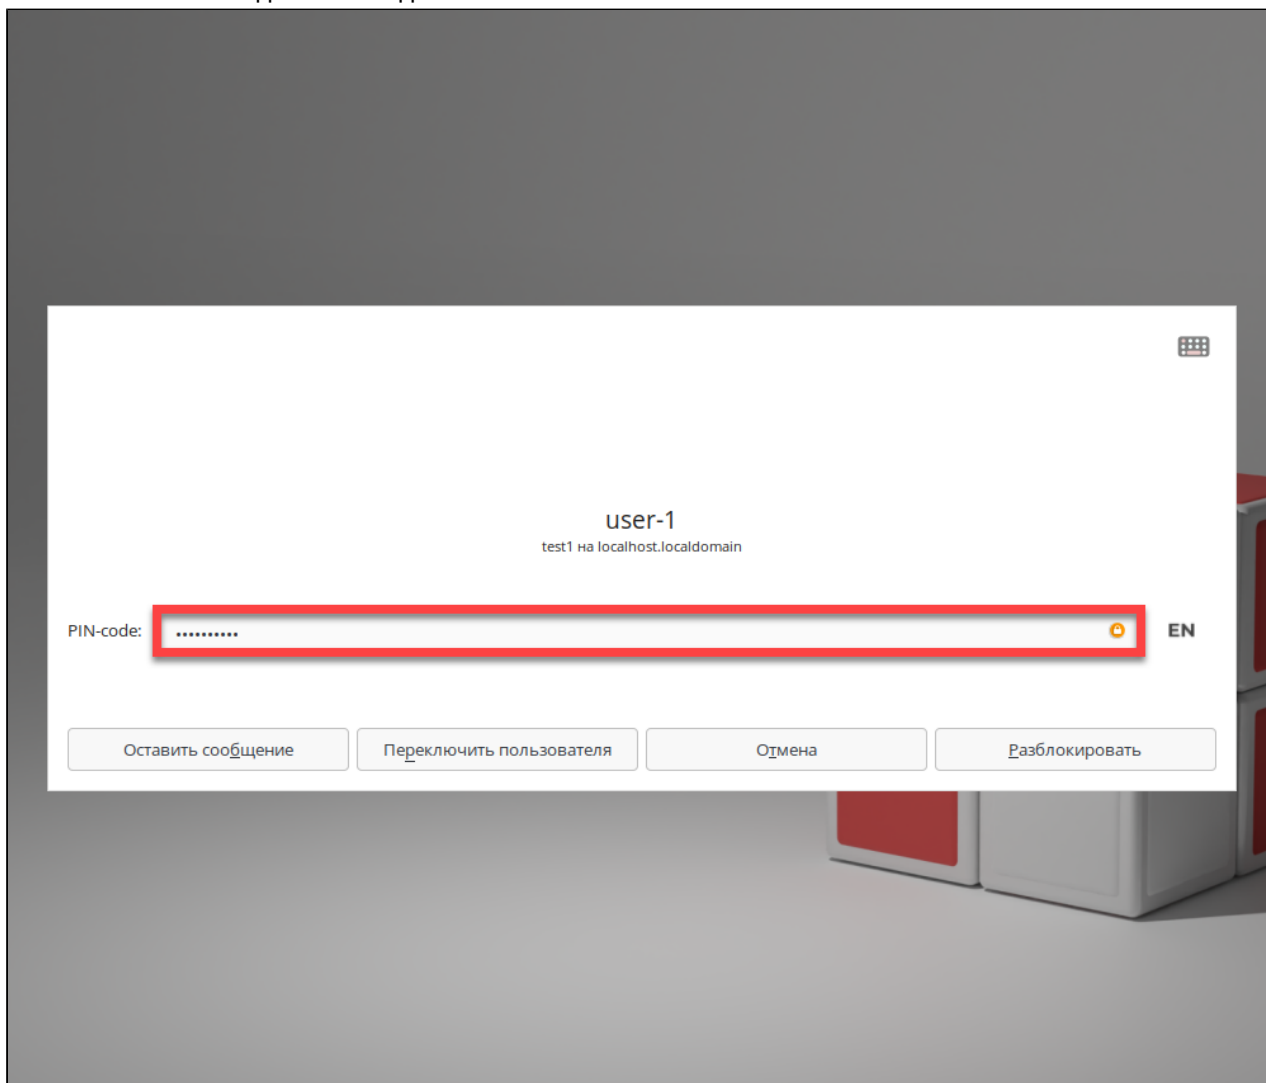 user-1
test1 на localhost.localdomain
PIN-code: •••••••••• EN
Оставить сообщение Переключить пользователя Отмена Разблокировать